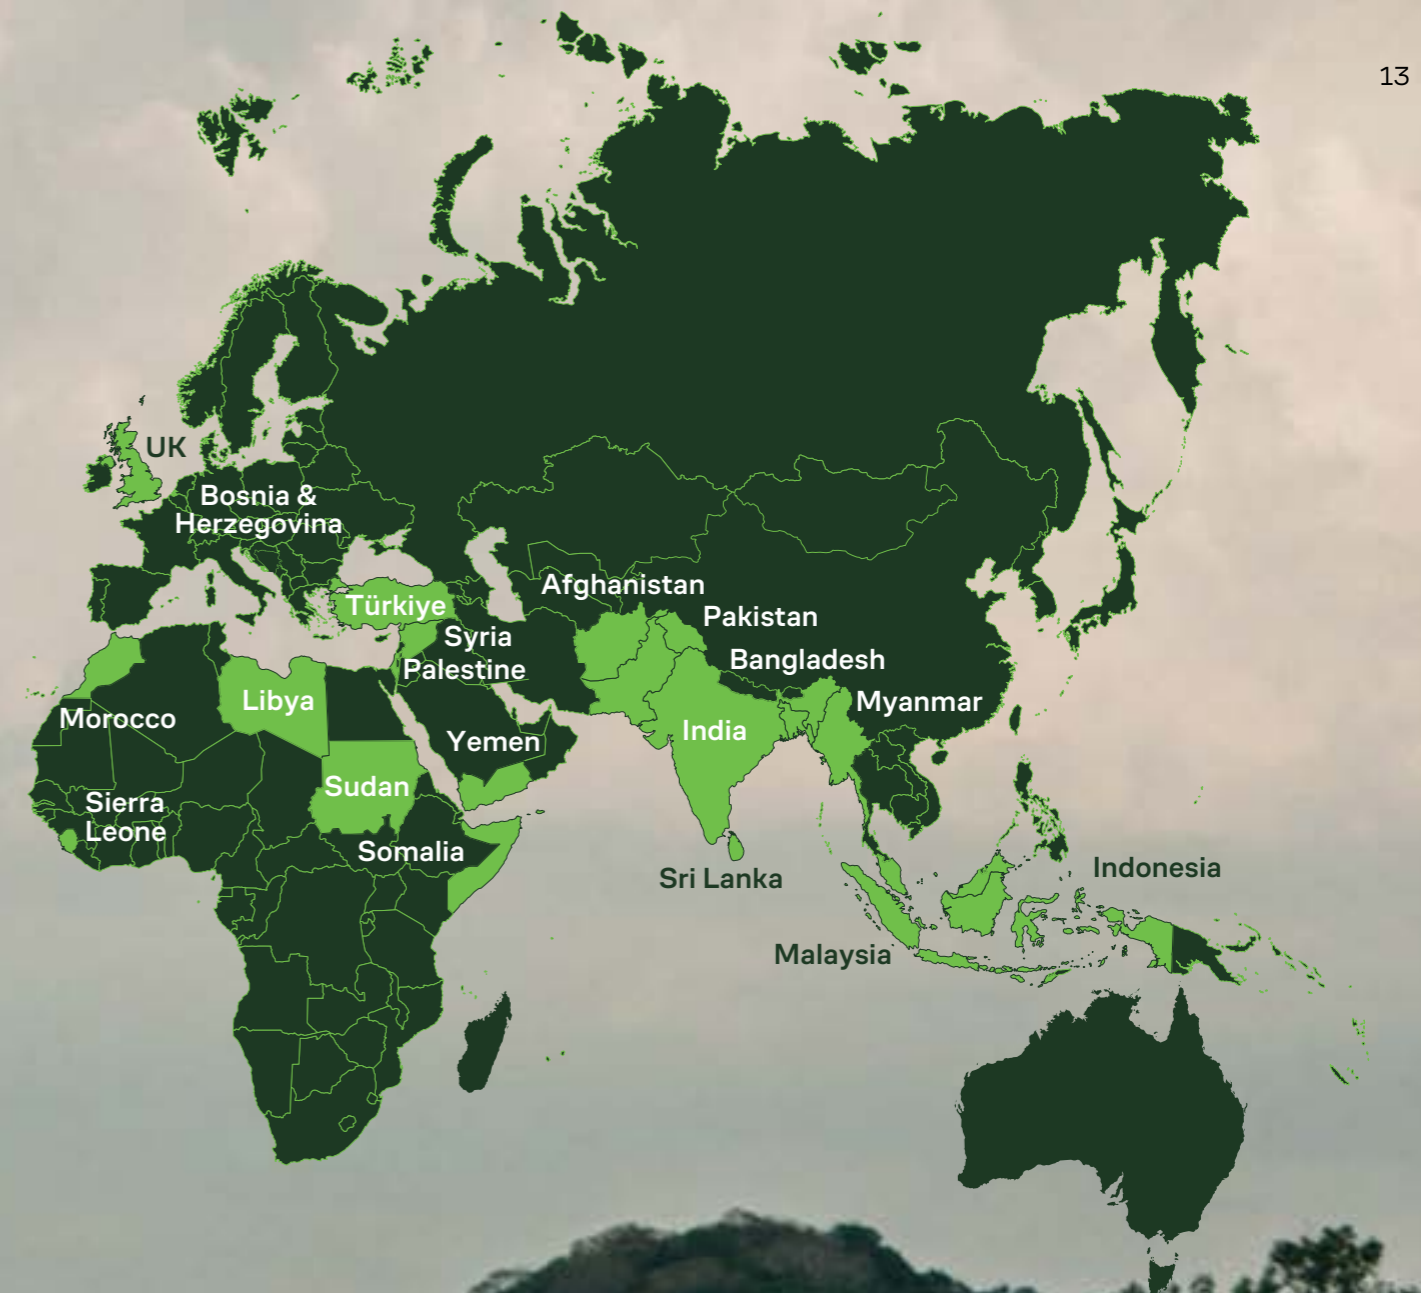 13
UK
Bosnia &
Herzegovina
Afghanistan
Türkiye
Pakistan
Syria
Bangladesh
Palestine
Libya
Myanmar
Morocco
India
Yemen
Sudan
Sierra
Leone
Somalia
Indonesia
Sri Lanka
Malaysia